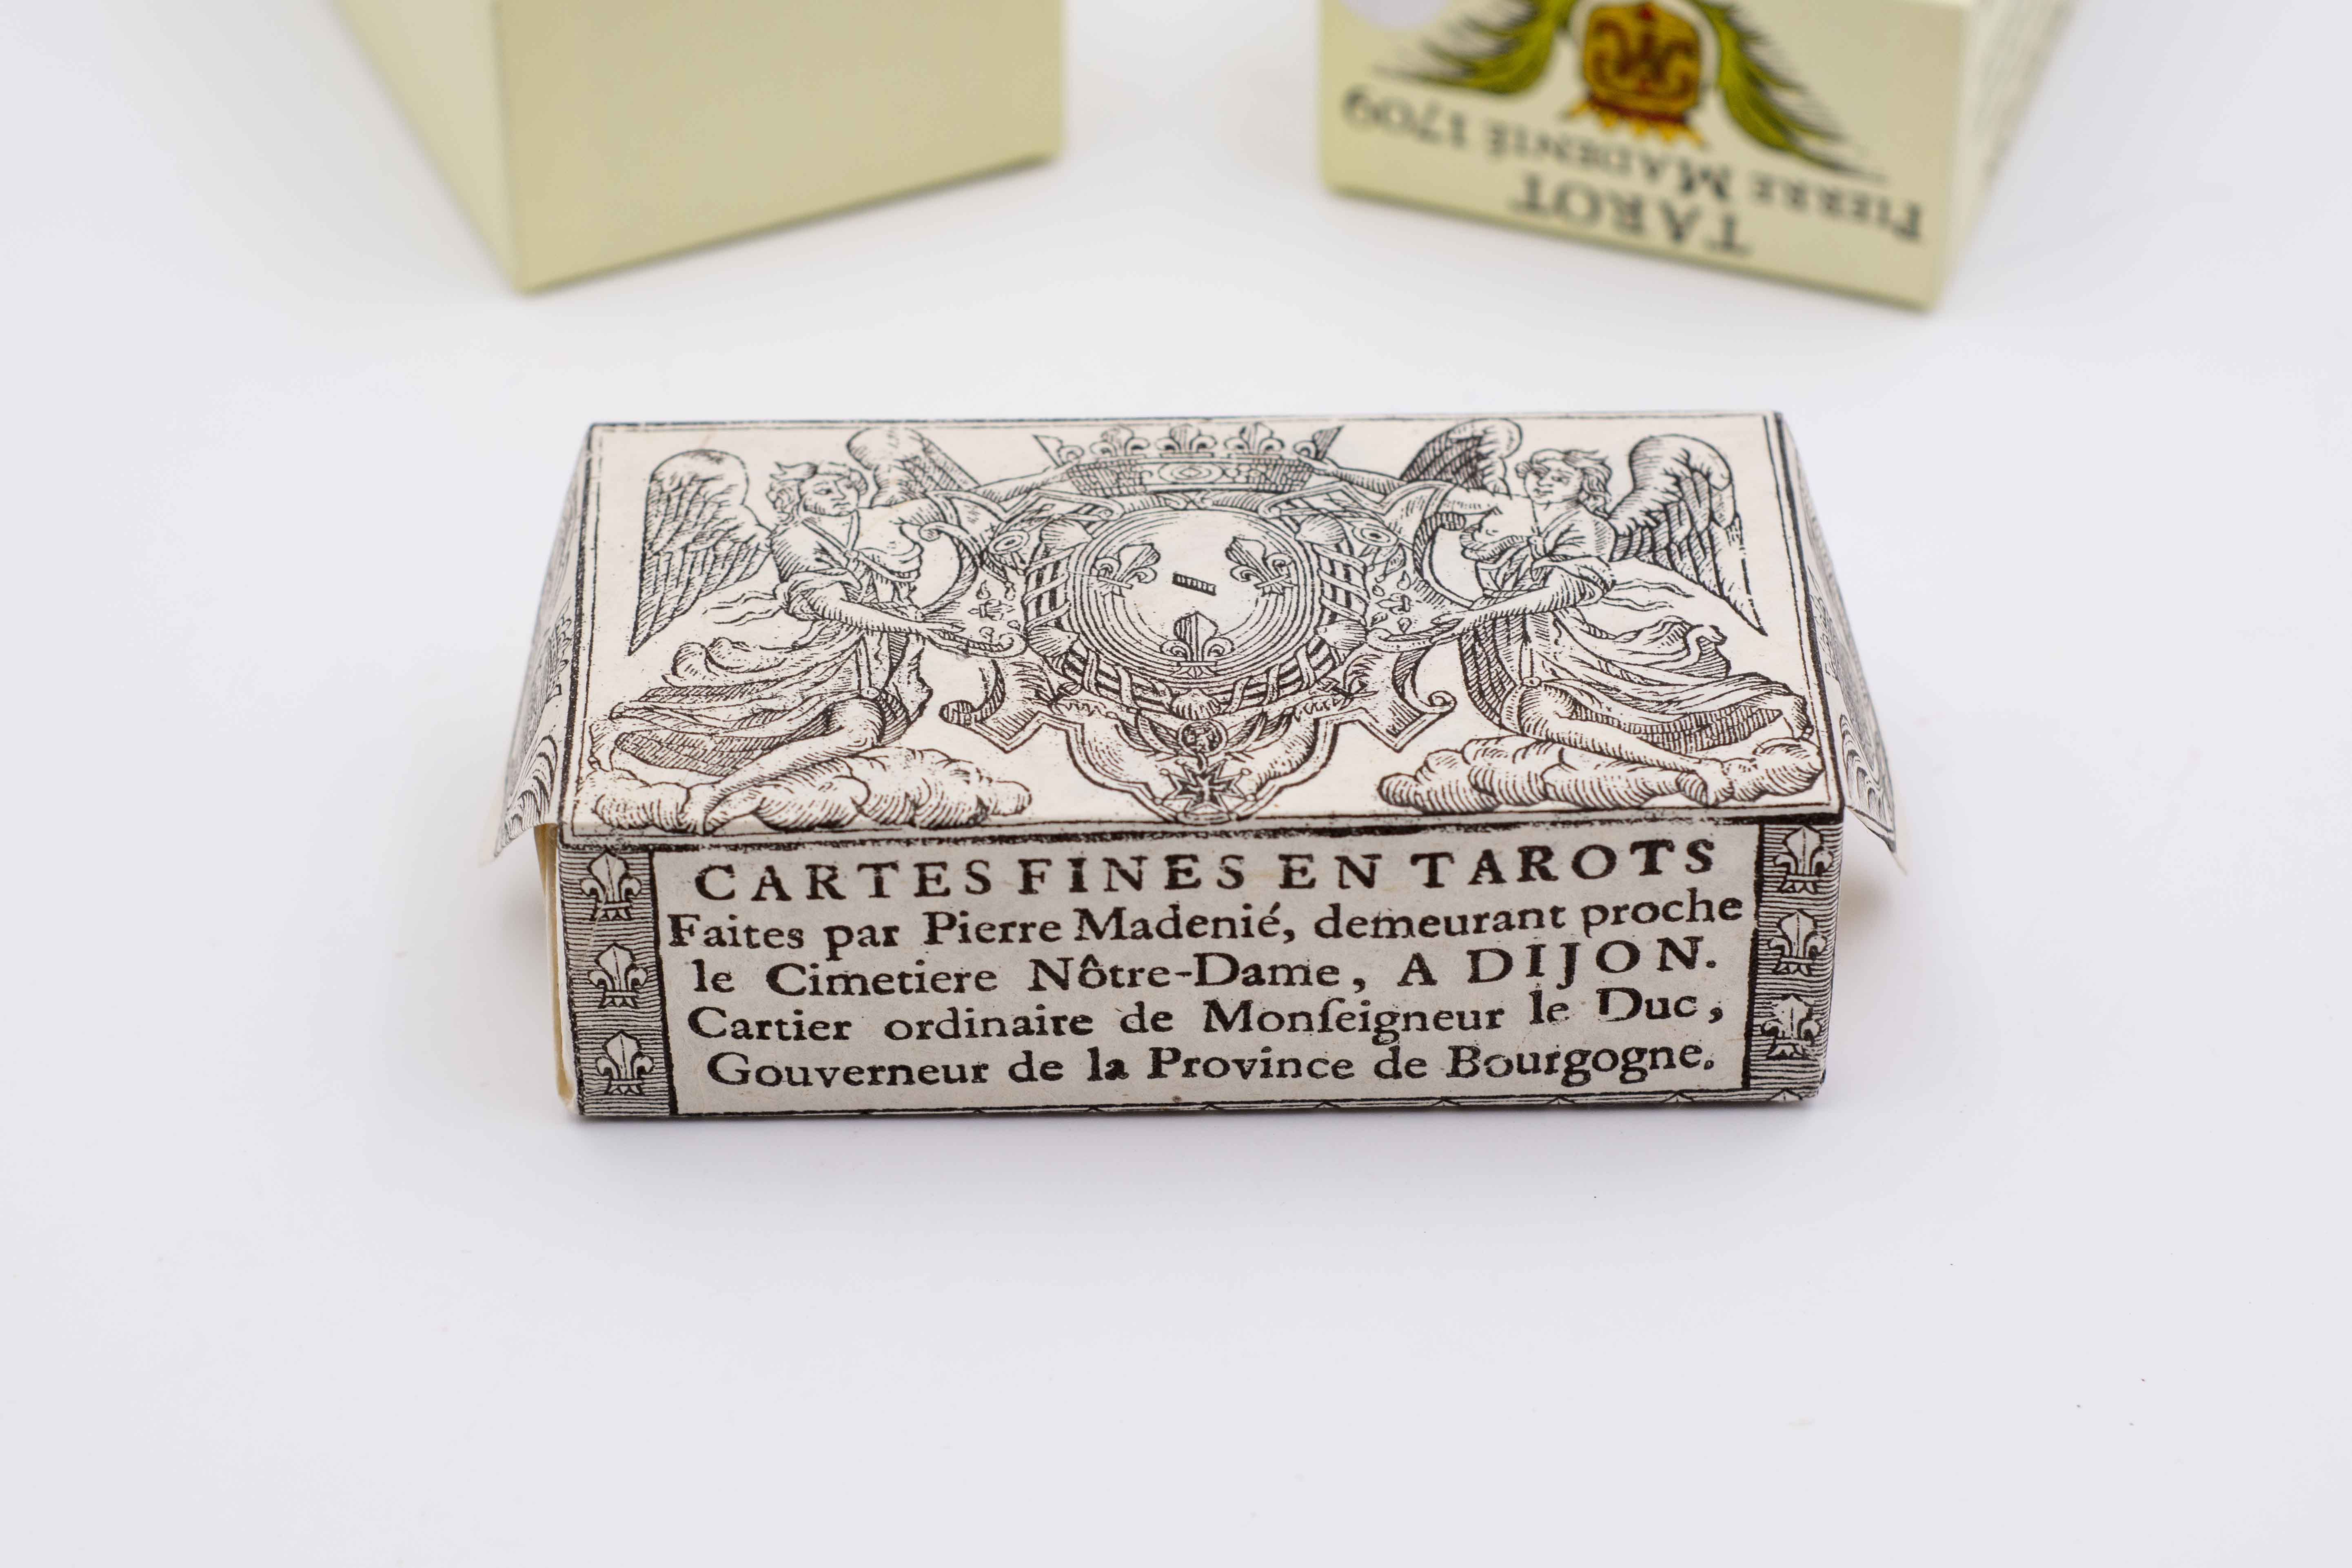 TAROT
PIERRE MADENIÉ 1709
CARTES FINES EN TAROTS
Faites par Pierre Madenié, demeurant proche
le Cimetiere Nôtre-Dame, A DIJON.
Cartier ordinaire de Monſeigneur le Duc,
Gouverneur de la Province de Bourgogne.